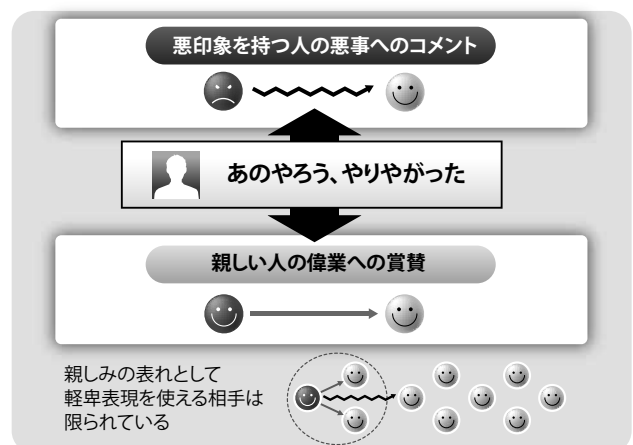 悪印象を持つ人の悪事へのコメント
あのやろう、やりやがった
親しい人の偉業への賞賛
親しみの表れとして
軽卑表現を使える相手は
限られている